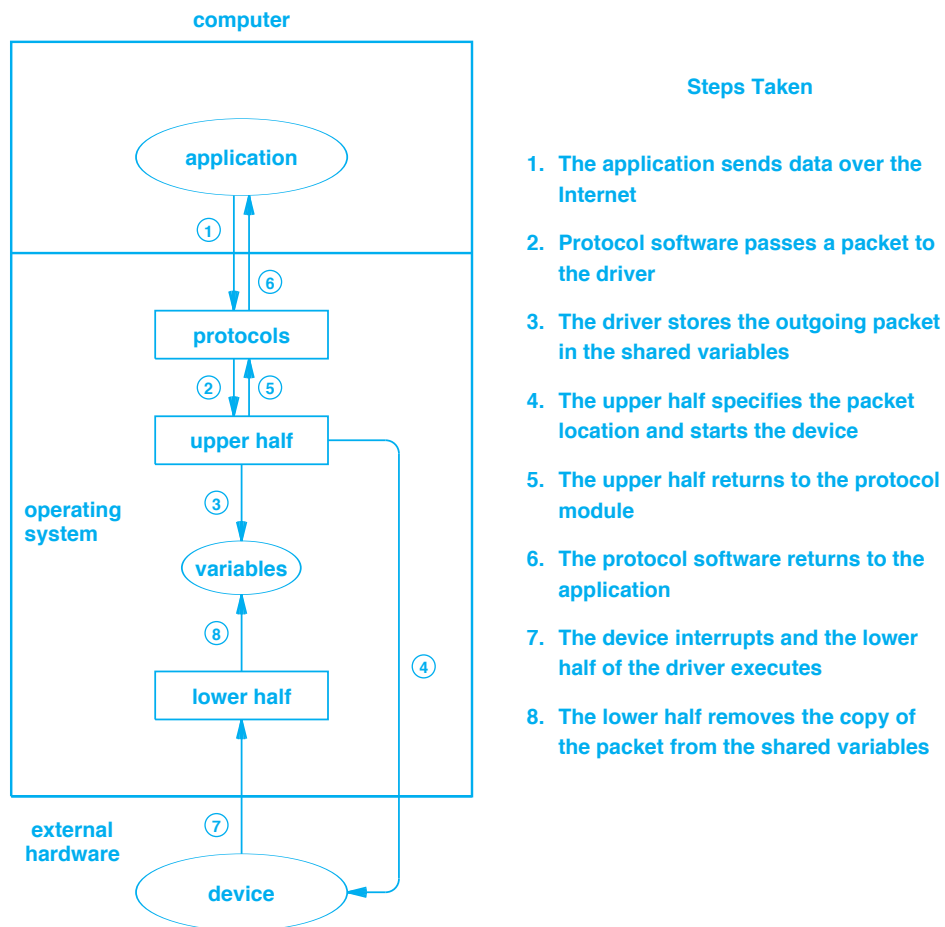 computer
application
1
6
protocols
2
5
upper half
3
operating
system
variables
8
4
lower half
7
external
hardware
device
Steps Taken
1. The application sends data over the
Internet
2. Protocol software passes a packet to
the driver
3. The driver stores the outgoing packet
in the shared variables
4. The upper half specifies the packet
location and starts the device
5. The upper half returns to the protocol
module
6. The protocol software returns to the
application
7. The device interrupts and the lower
half of the driver executes
8. The lower half removes the copy of
the packet from the shared variables